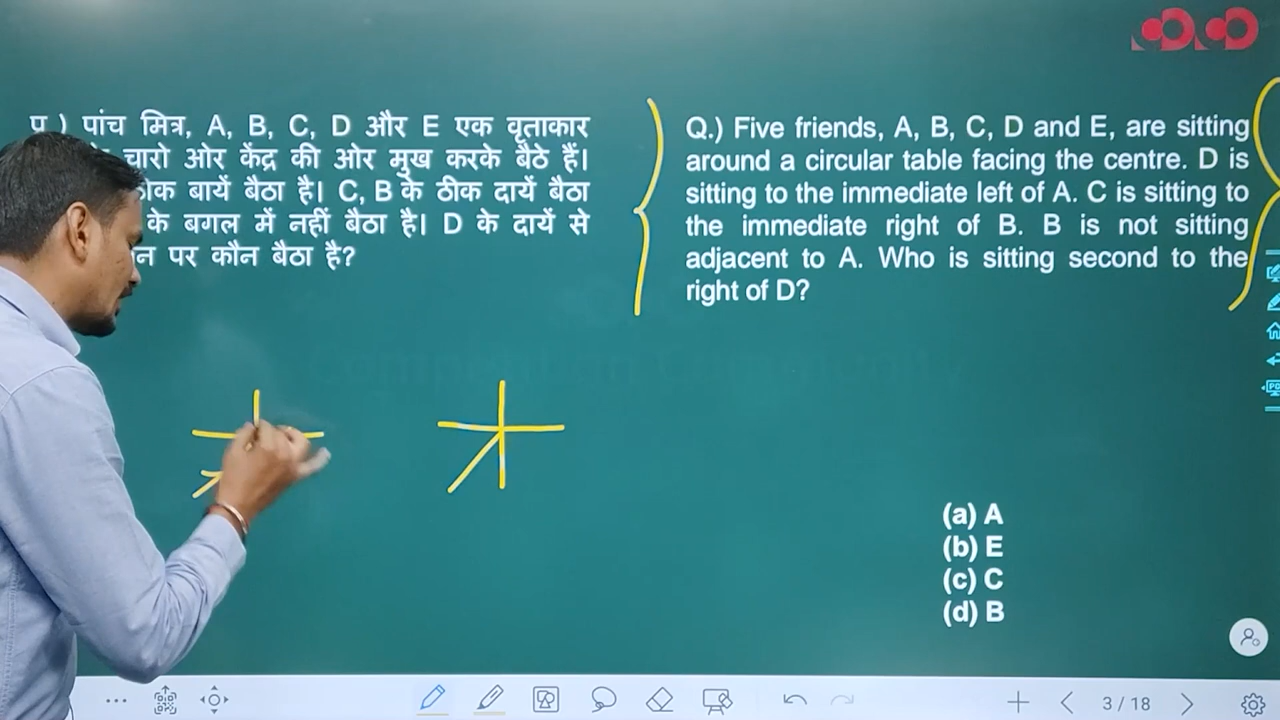 प्र.) पांच मित्र, A, B, C, D और E एक वृताकार
चारो ओर केंद्र की ओर मुख करके बैठे हैं।
ठीक बायें बैठा है। C, B के ठीक दायें बैठा
के बगल में नहीं बैठा है। D के दायें से
पर कौन बैठा है?
Q.) Five friends, A, B, C, D and E, are sitting
around a circular table facing the centre. D is
sitting to the immediate left of A. C is sitting to
the immediate right of B. B is not sitting
adjacent to A. Who is sitting second to the
right of D?
(a) A
(b) E
(c) C
(d) B
3 / 18